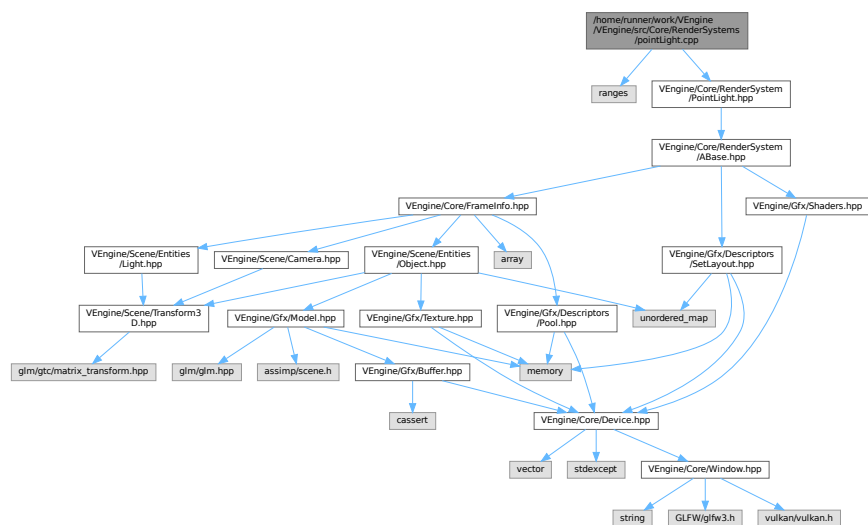 /home/runner/work/VEngine
/VEngine/src/Core/RenderSystems
/pointLight.cpp
ranges
VEngine/Core/RenderSystem
/PointLight.hpp
VEngine/Core/RenderSystem
/ABase.hpp
VEngine/Core/FrameInfo.hpp
VEngine/Gfx/Shaders.hpp
VEngine/Scene/Entities
/Light.hpp
VEngine/Scene/Camera.hpp
VEngine/Scene/Entities
/Object.hpp
array
VEngine/Gfx/Descriptors
/SetLayout.hpp
VEngine/Scene/Transform3
D.hpp
VEngine/Gfx/Model.hpp
VEngine/Gfx/Texture.hpp
VEngine/Gfx/Descriptors
/Pool.hpp
unordered_map
glm/gtc/matrix_transform.hpp
glm/glm.hpp
assimp/scene.h
VEngine/Gfx/Buffer.hpp
memory
cassert
VEngine/Core/Device.hpp
vector
stdexcept
VEngine/Core/Window.hpp
string
GLFW/glfw3.h
vulkan/vulkan.h